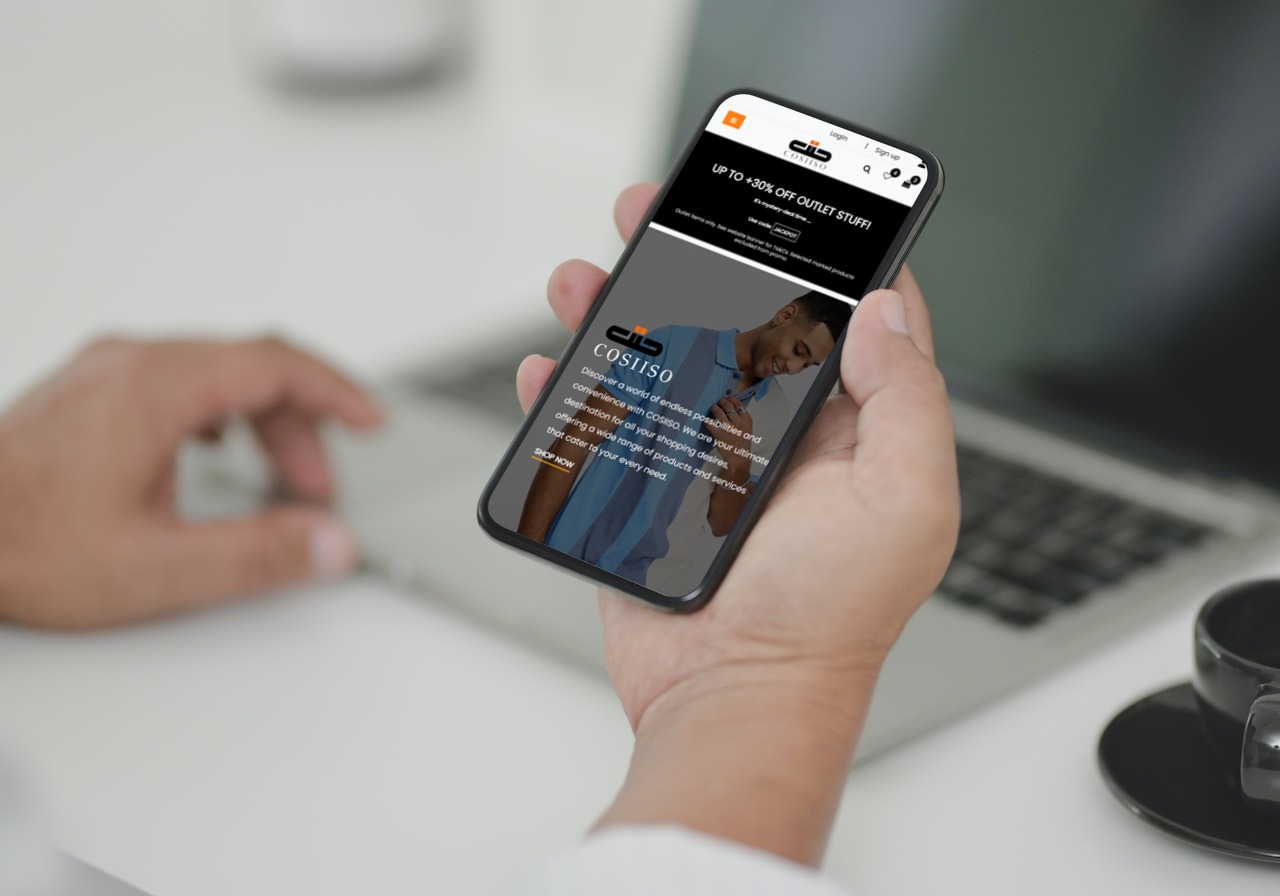 Login | Sign up
COSIISO
UP TO +30% OFF OUTLET STUFF!
It's mystery-deal time ...
Use code: JACKPOT
Outlet items only. See website banner for Ts&Cs. Selected marked products
excluded from promo.
COSIISO
Discover a world of endless possibilities and
convenience with COSIISO. We are your ultimate
destination for all your shopping desires,
offering a wide range of products and services
that cater to your every need.
SHOP NOW